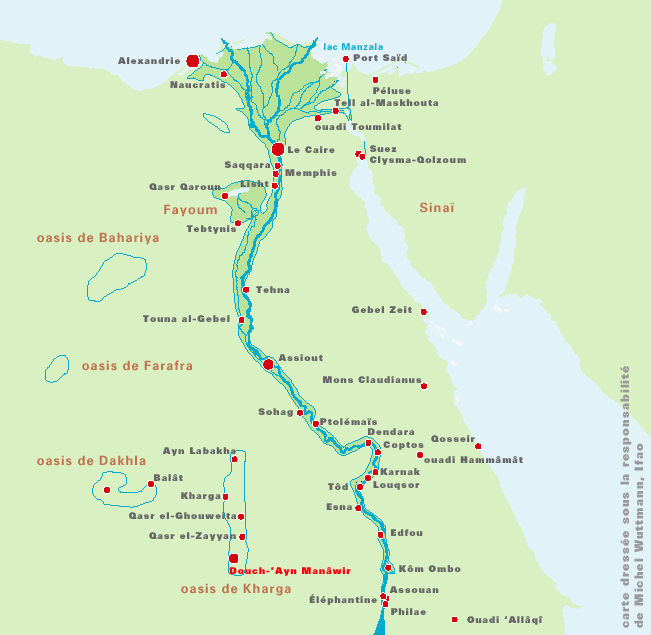 lac Manzala
Alexandrie
Port Saïd
Naucratis
Péluse
Tell al-Maskhouta
ouadi Toumilat
Le Caire
Suez
Clysma-Qolzoum
Saqqara
Memphis
Lisht
Qasr Qaroun
Fayoum
Sinaï
Tebtynis
oasis de Bahariya
Tehna
Gebel Zeit
Touna al-Gebel
Assiout
oasis de Farafra
Mons Claudianus
Sohag
Ptolémaïs
Dendara
Coptos
Qosseir
ouadi Hammâmât
Ayn Labakha
oasis de Dakhla
Karnak
Balât
Louqsor
Tôd
Kharga
Esna
Qasr el-Ghoueita
Qasr el-Zayyan
Edfou
Douch-‘Ayn Manâwir
Kôm Ombo
oasis de Kharga
Assouan
Éléphantine
Philae
Ouadi ‘Allâqî
carte dressée sous la responsabilité
de Michel Wuttmann, Ifao